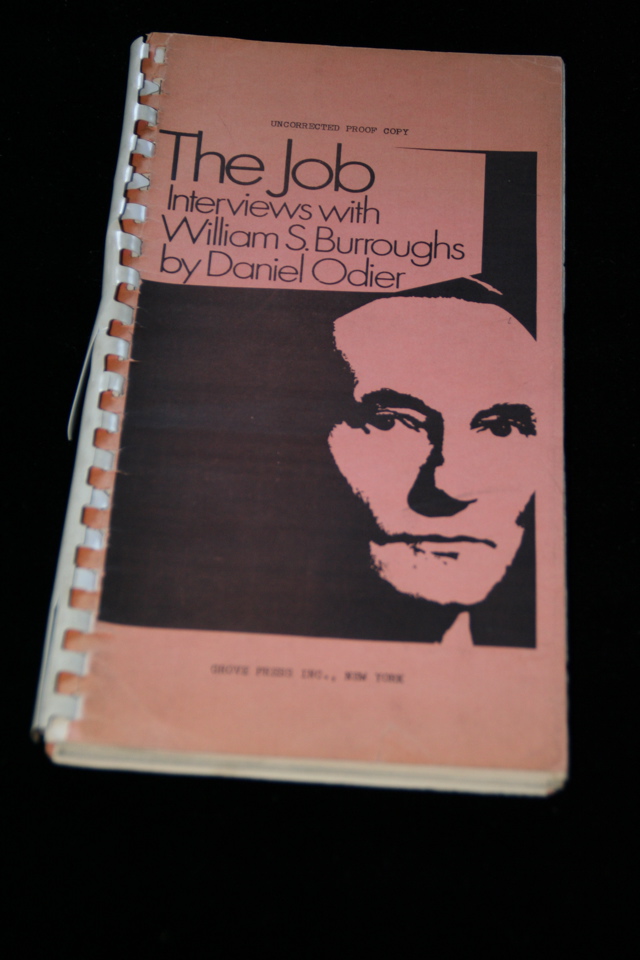 UNCORRECTED PROOF COPY
The Job
Interviews with
William S. Burroughs
by Daniel Odier
GROVE PRESS INC., NEW YORK